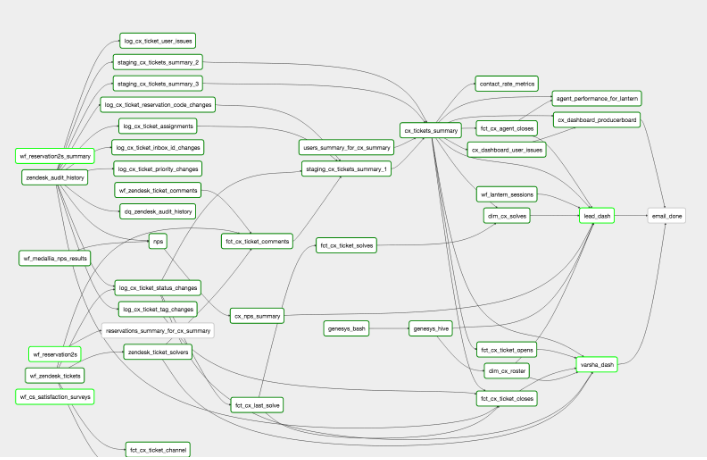 log_cx_ticket_user_issues
staging_cx_tickets_summary_2
staging_cx_tickets_summary_3
log_cx_ticket_reservation_code_changes
log_cx_ticket_assignments
wf_reservation2s_summary
log_cx_ticket_inbox_id_changes
zendesk_audit_history
log_cx_ticket_priority_changes
wf_zendesk_ticket_comments
dq_zendesk_audit_history
nps
wf_medallia_nps_results
log_cx_ticket_status_changes
log_cx_ticket_tag_changes
reservations_summary_for_cx_summary
wf_reservation2s
zendesk_ticket_solvers
wf_zendesk_tickets
wf_cs_satisfaction_surveys
fct_cx_ticket_channel
fct_cx_ticket_comments
cx_nps_summary
fct_cx_last_solve
users_summary_for_cx_summary
staging_cx_tickets_summary_1
fct_cx_ticket_solves
genesys_bash
cx_tickets_summary
genesys_hive
contact_rate_metrics
fct_cx_agent_closes
cx_dashboard_user_issues
wf_lantern_sessions
dim_cx_solves
fct_cx_ticket_opens
dim_cx_roster
fct_cx_ticket_closes
agent_performance_for_lantern
cx_dashboard_producerboard
lead_dash
varsha_dash
email_done